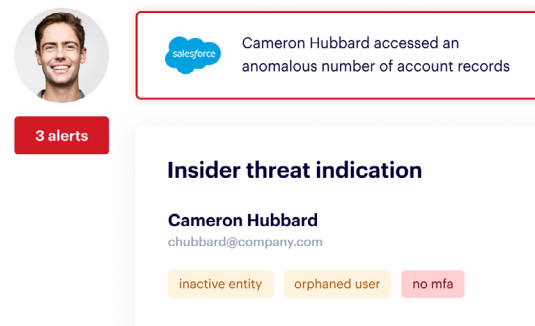 salesforce
Cameron Hubbard accessed an
anomalous number of account records
3 alerts
Insider threat indication
Cameron Hubbard
chubbard@company.com
inactive entity
orphaned user
no mfa